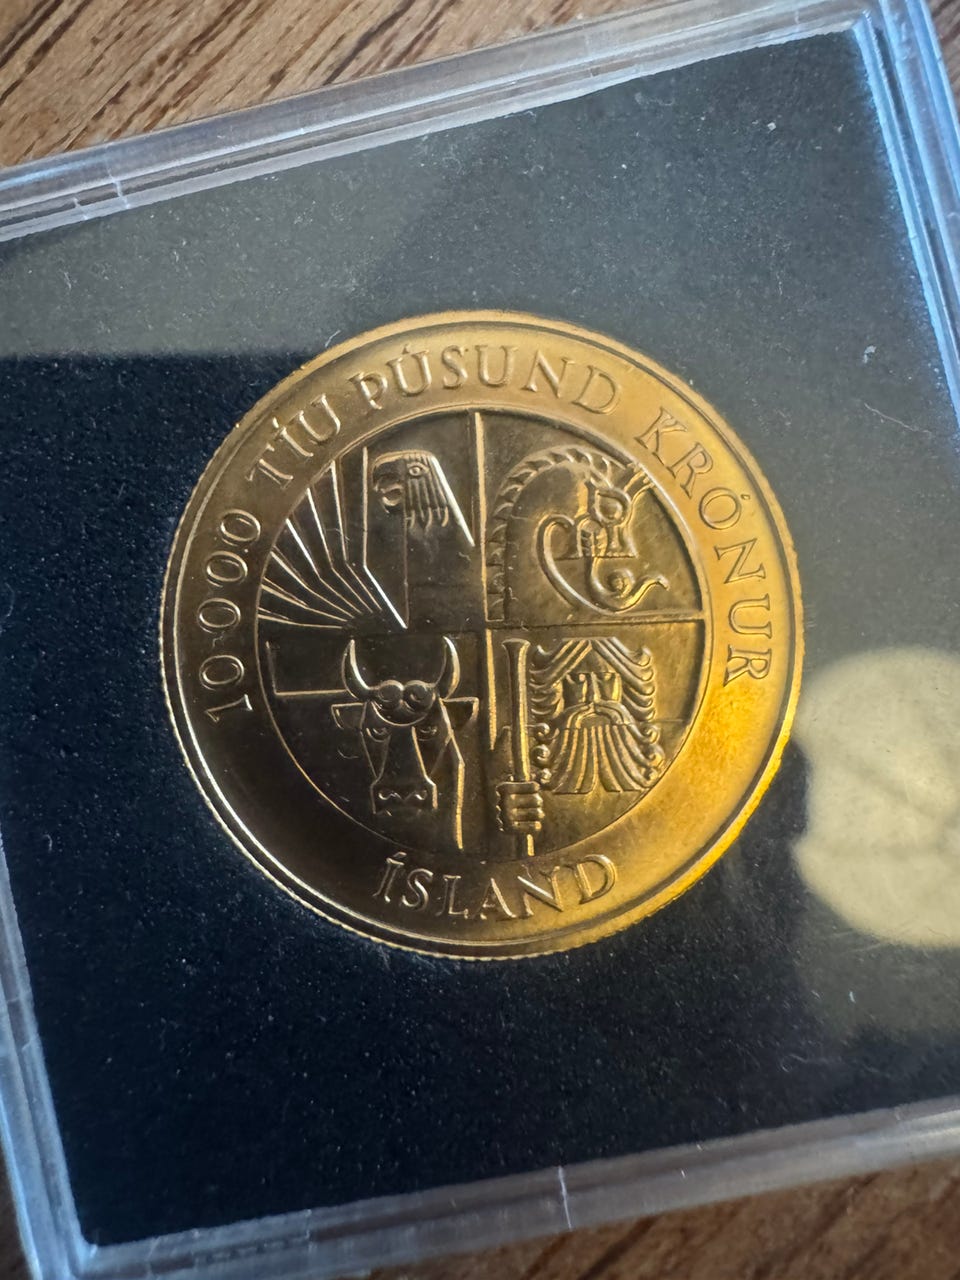 10.000 TÍU ÞÚSUND KRÓNUR
ÍSLAND